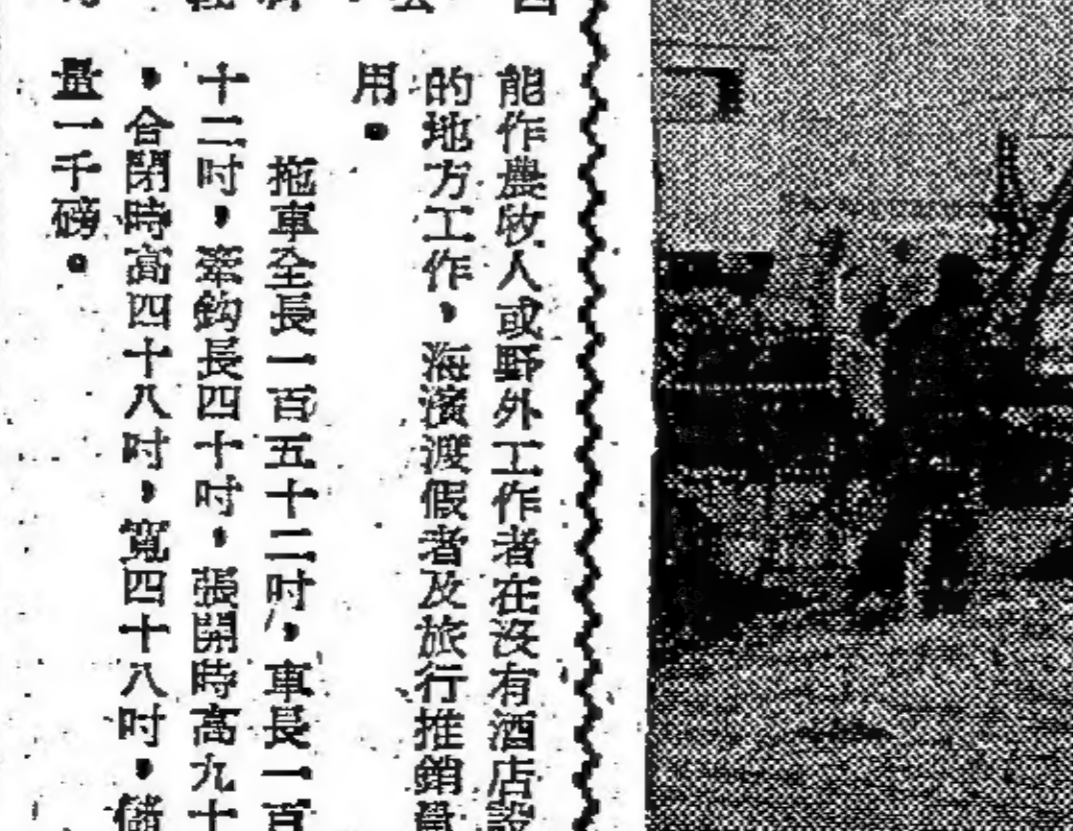 能作農牧人或野外工作者在沒有酒店設
的地方工作，海濱渡假者及旅行推銷員
用。
拖車全長一百五十二吋，車長一百
十二吋，牽鈎長四十吋，張開時高九十
，合閉時高四十八吋，寬四十八吋，儲
量一千磅。